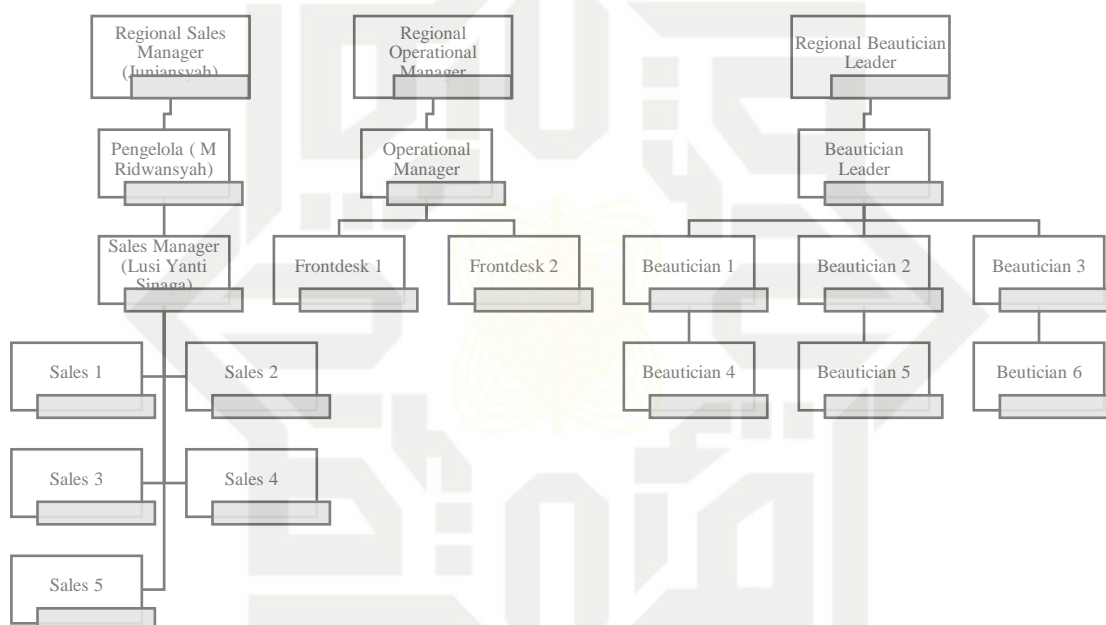 Regional Sales
Manager
(Juniansyah)
Regional
Operational
Manager
Regional Beautician
Leader
Pengelola ( M
Ridwansyah)
Operational
Manager
Beautician
Leader
Sales Manager
(Lusi Yanti
Sinaga)
Frontdesk 1
Frontdesk 2
Beautician 1
Beautician 2
Beautician 3
Sales 1
Sales 2
Beautician 4
Beautician 5
Beutician 6
Sales 3
Sales 4
Sales 5